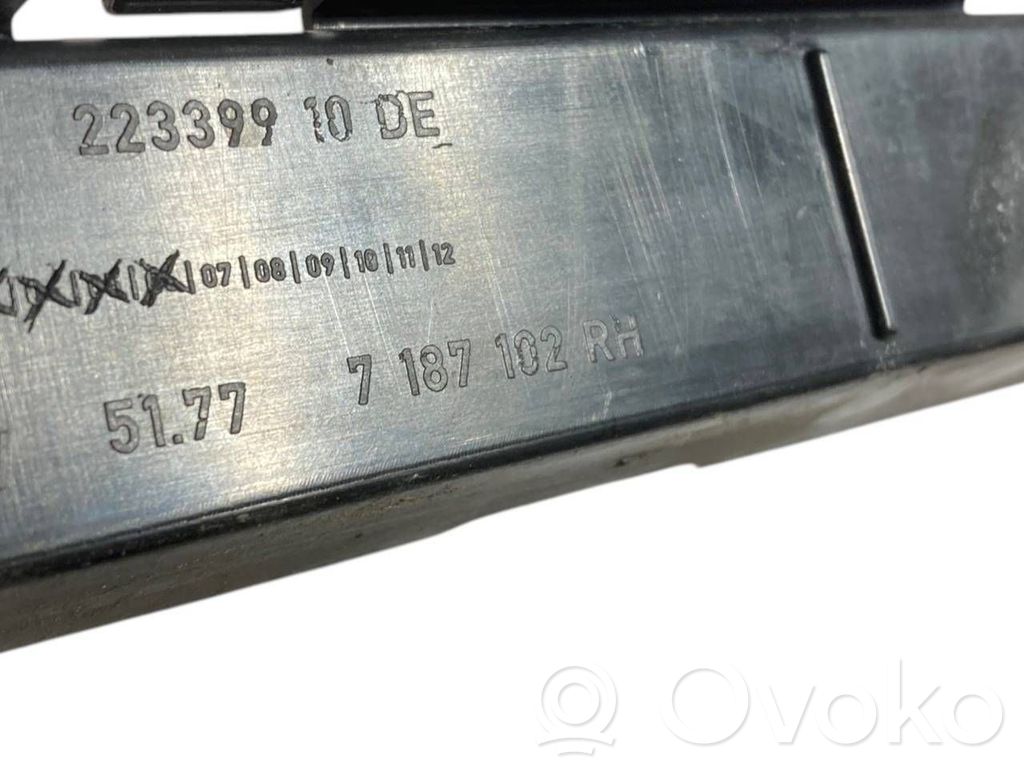 223399 10 DE
07|08|09|10|11|12
51.77 7 187 102 RH
Ovoko